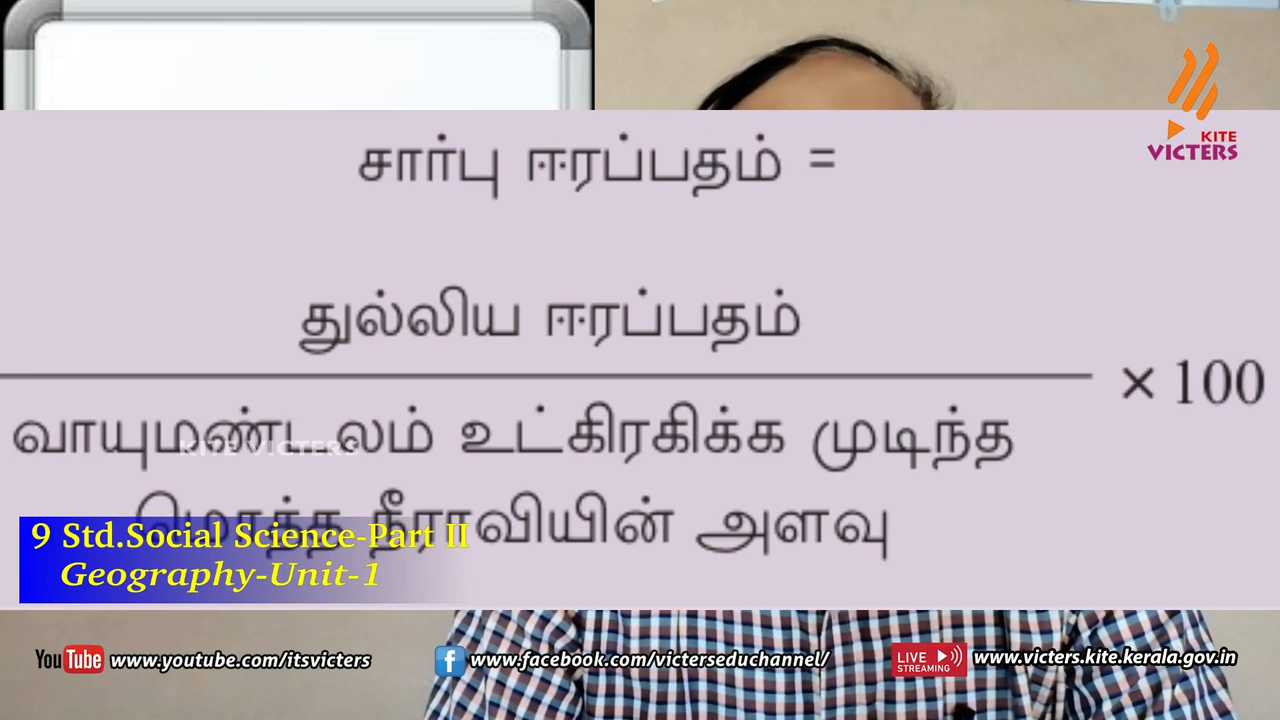 KITE
VICTERS
சார்பு ஈரப்பதம் =
துல்லிய ஈரப்பதம்
× 100
வாயுமண்டலம் உட்கிரகிக்க முடிந்த
KITE VICTERS
மொத்த நீராவியின் அளவு
9 Std.Social Science-Part II
Geography-Unit-1
YouTube www.youtube.com/itsvicters
f www.facebook.com/victerseduchannel/
LIVE
STREAMING
www.victers.kite.kerala.gov.in